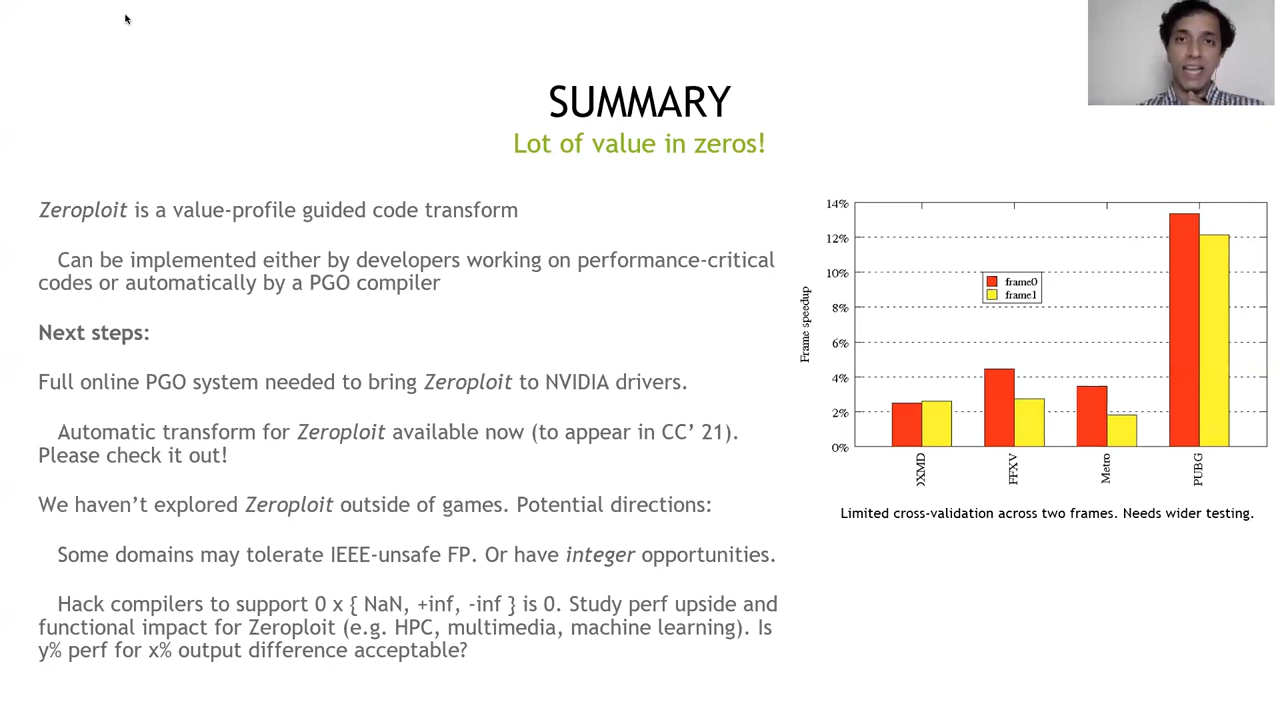 SUMMARY
Lot of value in zeros!
Zeroploit is a value-profile guided code transform
Can be implemented either by developers working on performance-critical
codes or automatically by a PGO compiler
Next steps:
Full online PGO system needed to bring Zeroploit to NVIDIA drivers.
Automatic transform for Zeroploit available now (to appear in CC’ 21).
Please check it out!
We haven’t explored Zeroploit outside of games. Potential directions:
Some domains may tolerate IEEE-unsafe FP. Or have integer opportunities.
Hack compilers to support 0 x { NaN, +inf, -inf } is 0. Study perf upside and
functional impact for Zeroploit (e.g. HPC, multimedia, machine learning). Is
y% perf for x% output difference acceptable?
14%
12%
10%
8%
6%
4%
2%
0%
Frame speedup
frame0
frame1
DXMD
FFXV
Metro
PUBG
Limited cross-validation across two frames. Needs wider testing.